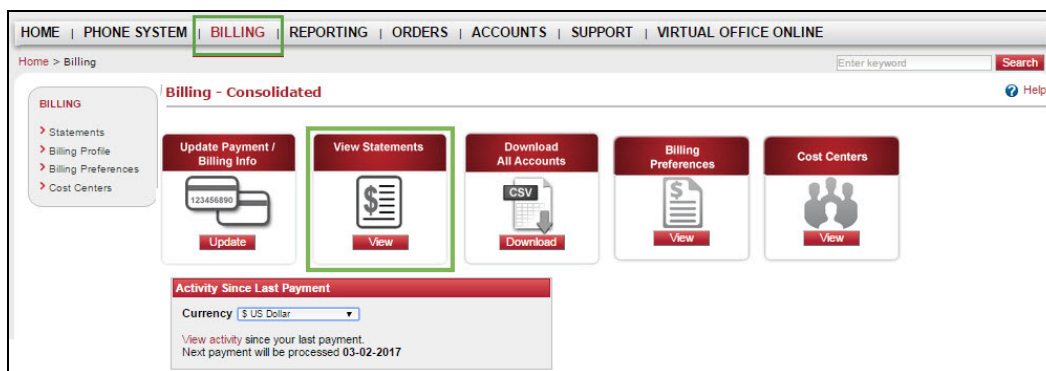 HOME | PHONE SYSTEM | BILLING | REPORTING | ORDERS | ACCOUNTS | SUPPORT | VIRTUAL OFFICE ONLINE
Home > Billing
Enter keyword
Search
Billing - Consolidated
Help
BILLING
> Statements
> Billing Profile
> Billing Preferences
> Cost Centers
Update Payment /
Billing Info
123456890
Update
View Statements
$
View
Download
All Accounts
CSV
Download
Billing
Preferences
$
View
Cost Centers
View
Activity Since Last Payment
Currency $ US Dollar
View activity since your last payment.
Next payment will be processed 03-02-2017